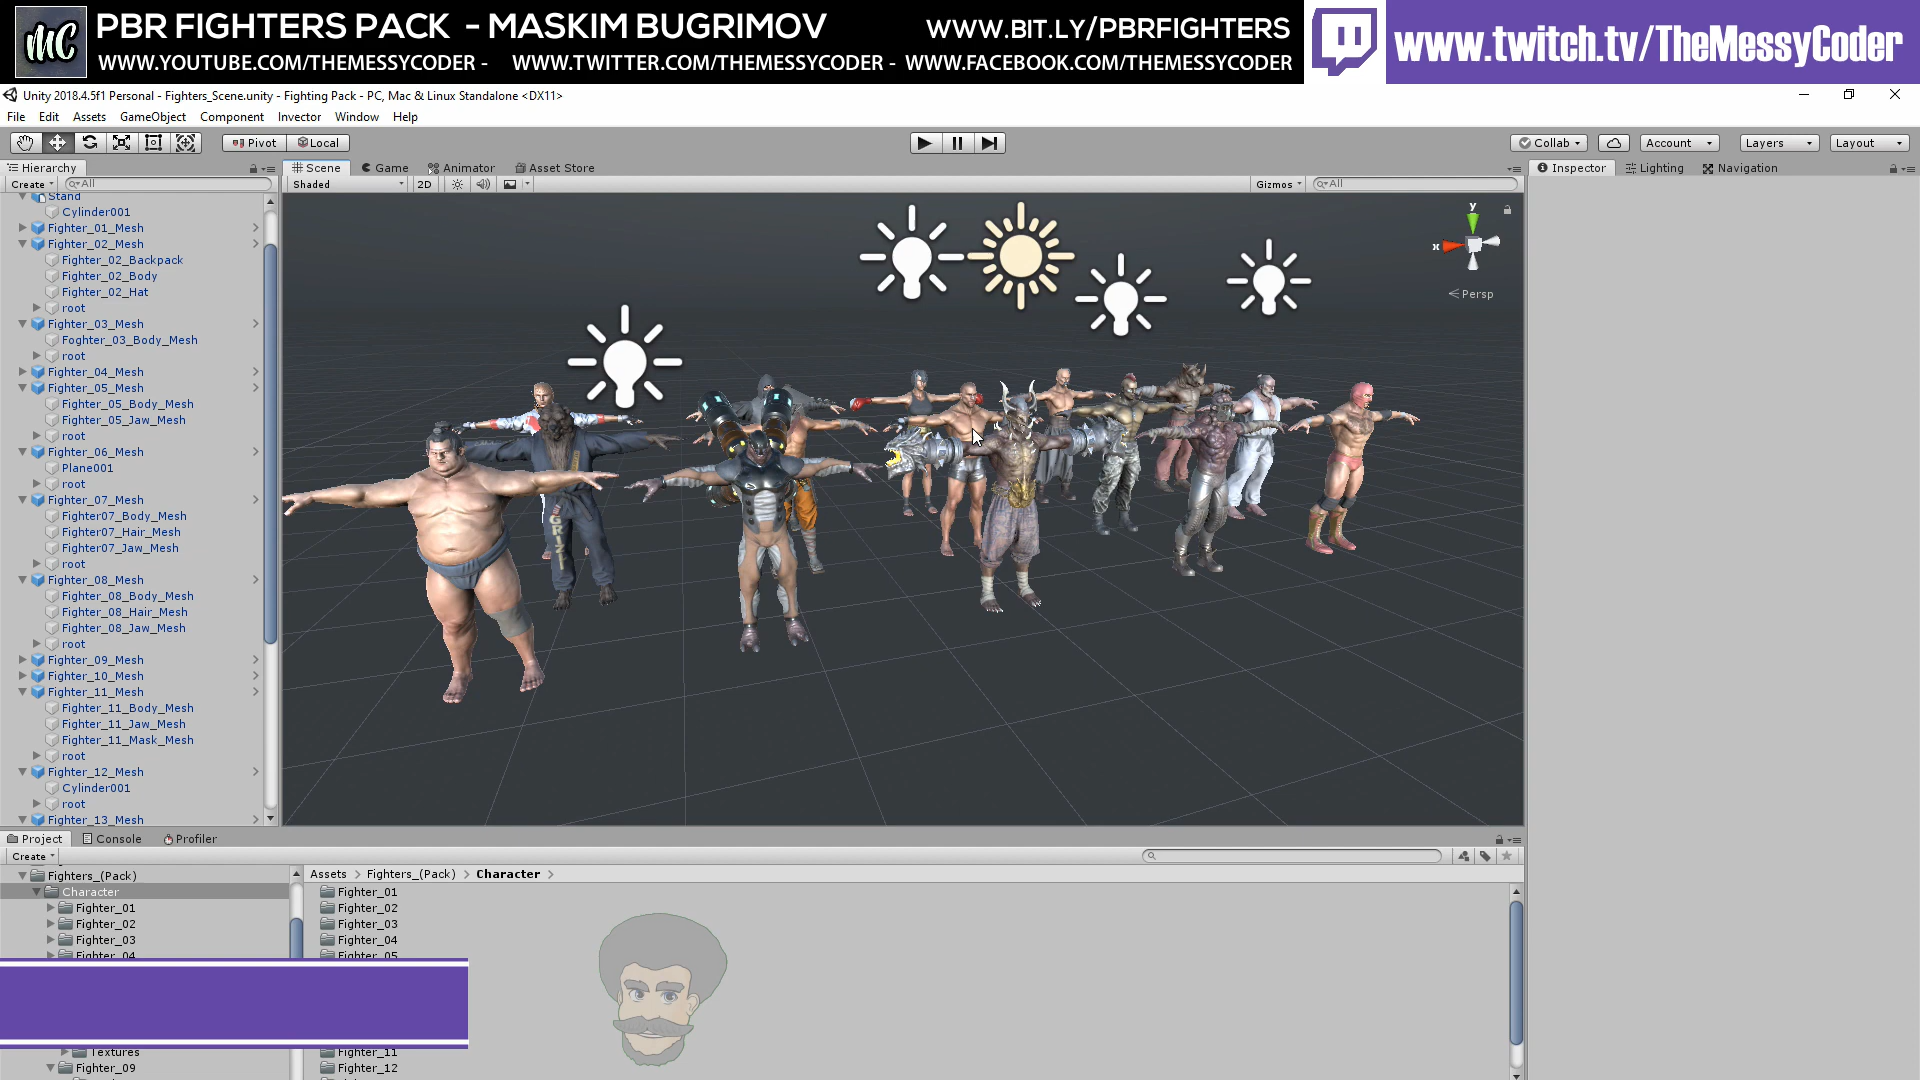 MC
PBR FIGHTERS PACK - MASKIM BUGRIMOV
WWW.BIT.LY/PBRFIGHTERS
WWW.YOUTUBE.COM/THEMESSYCODER - WWW.TWITTER.COM/THEMESSYCODER - WWW.FACEBOOK.COM/THEMESSYCODER
www.twitch.tv/TheMessyCoder
Unity 2018.4.5f1 Personal - Fighters_Scene.unity - Fighting Pack - PC, Mac & Linux Standalone <DX11>
File Edit Assets GameObject Component Invector Window Help
Pivot Local
Collab Account Layers Layout
Hierarchy
Scene Game Animator Asset Store
Inspector Lighting Navigation
Create All
Shaded 2D
Gizmos All
Stand
Cylinder001
Fighter_01_Mesh
Fighter_02_Mesh
Fighter_02_Backpack
Fighter_02_Body
Fighter_02_Hat
root
Fighter_03_Mesh
Foghter_03_Body_Mesh
root
Fighter_04_Mesh
Fighter_05_Mesh
Fighter_05_Body_Mesh
Fighter_05_Jaw_Mesh
root
Fighter_06_Mesh
Plane001
root
Fighter_07_Mesh
Fighter07_Body_Mesh
Fighter07_Hair_Mesh
Fighter07_Jaw_Mesh
root
Fighter_08_Mesh
Fighter_08_Body_Mesh
Fighter_08_Hair_Mesh
Fighter_08_Jaw_Mesh
root
Fighter_09_Mesh
Fighter_10_Mesh
Fighter_11_Mesh
Fighter_11_Body_Mesh
Fighter_11_Jaw_Mesh
Fighter_11_Mask_Mesh
root
Fighter_12_Mesh
Cylinder001
root
Fighter_13_Mesh
y
x
Persp
Project Console Profiler
Create
Fighters_(Pack)
Character
Fighter_01
Fighter_02
Fighter_03
Fighter_04
Textures
Fighter_09
Assets > Fighters_(Pack) > Character >
Fighter_01
Fighter_02
Fighter_03
Fighter_04
Fighter_05
Fighter_11
Fighter_12